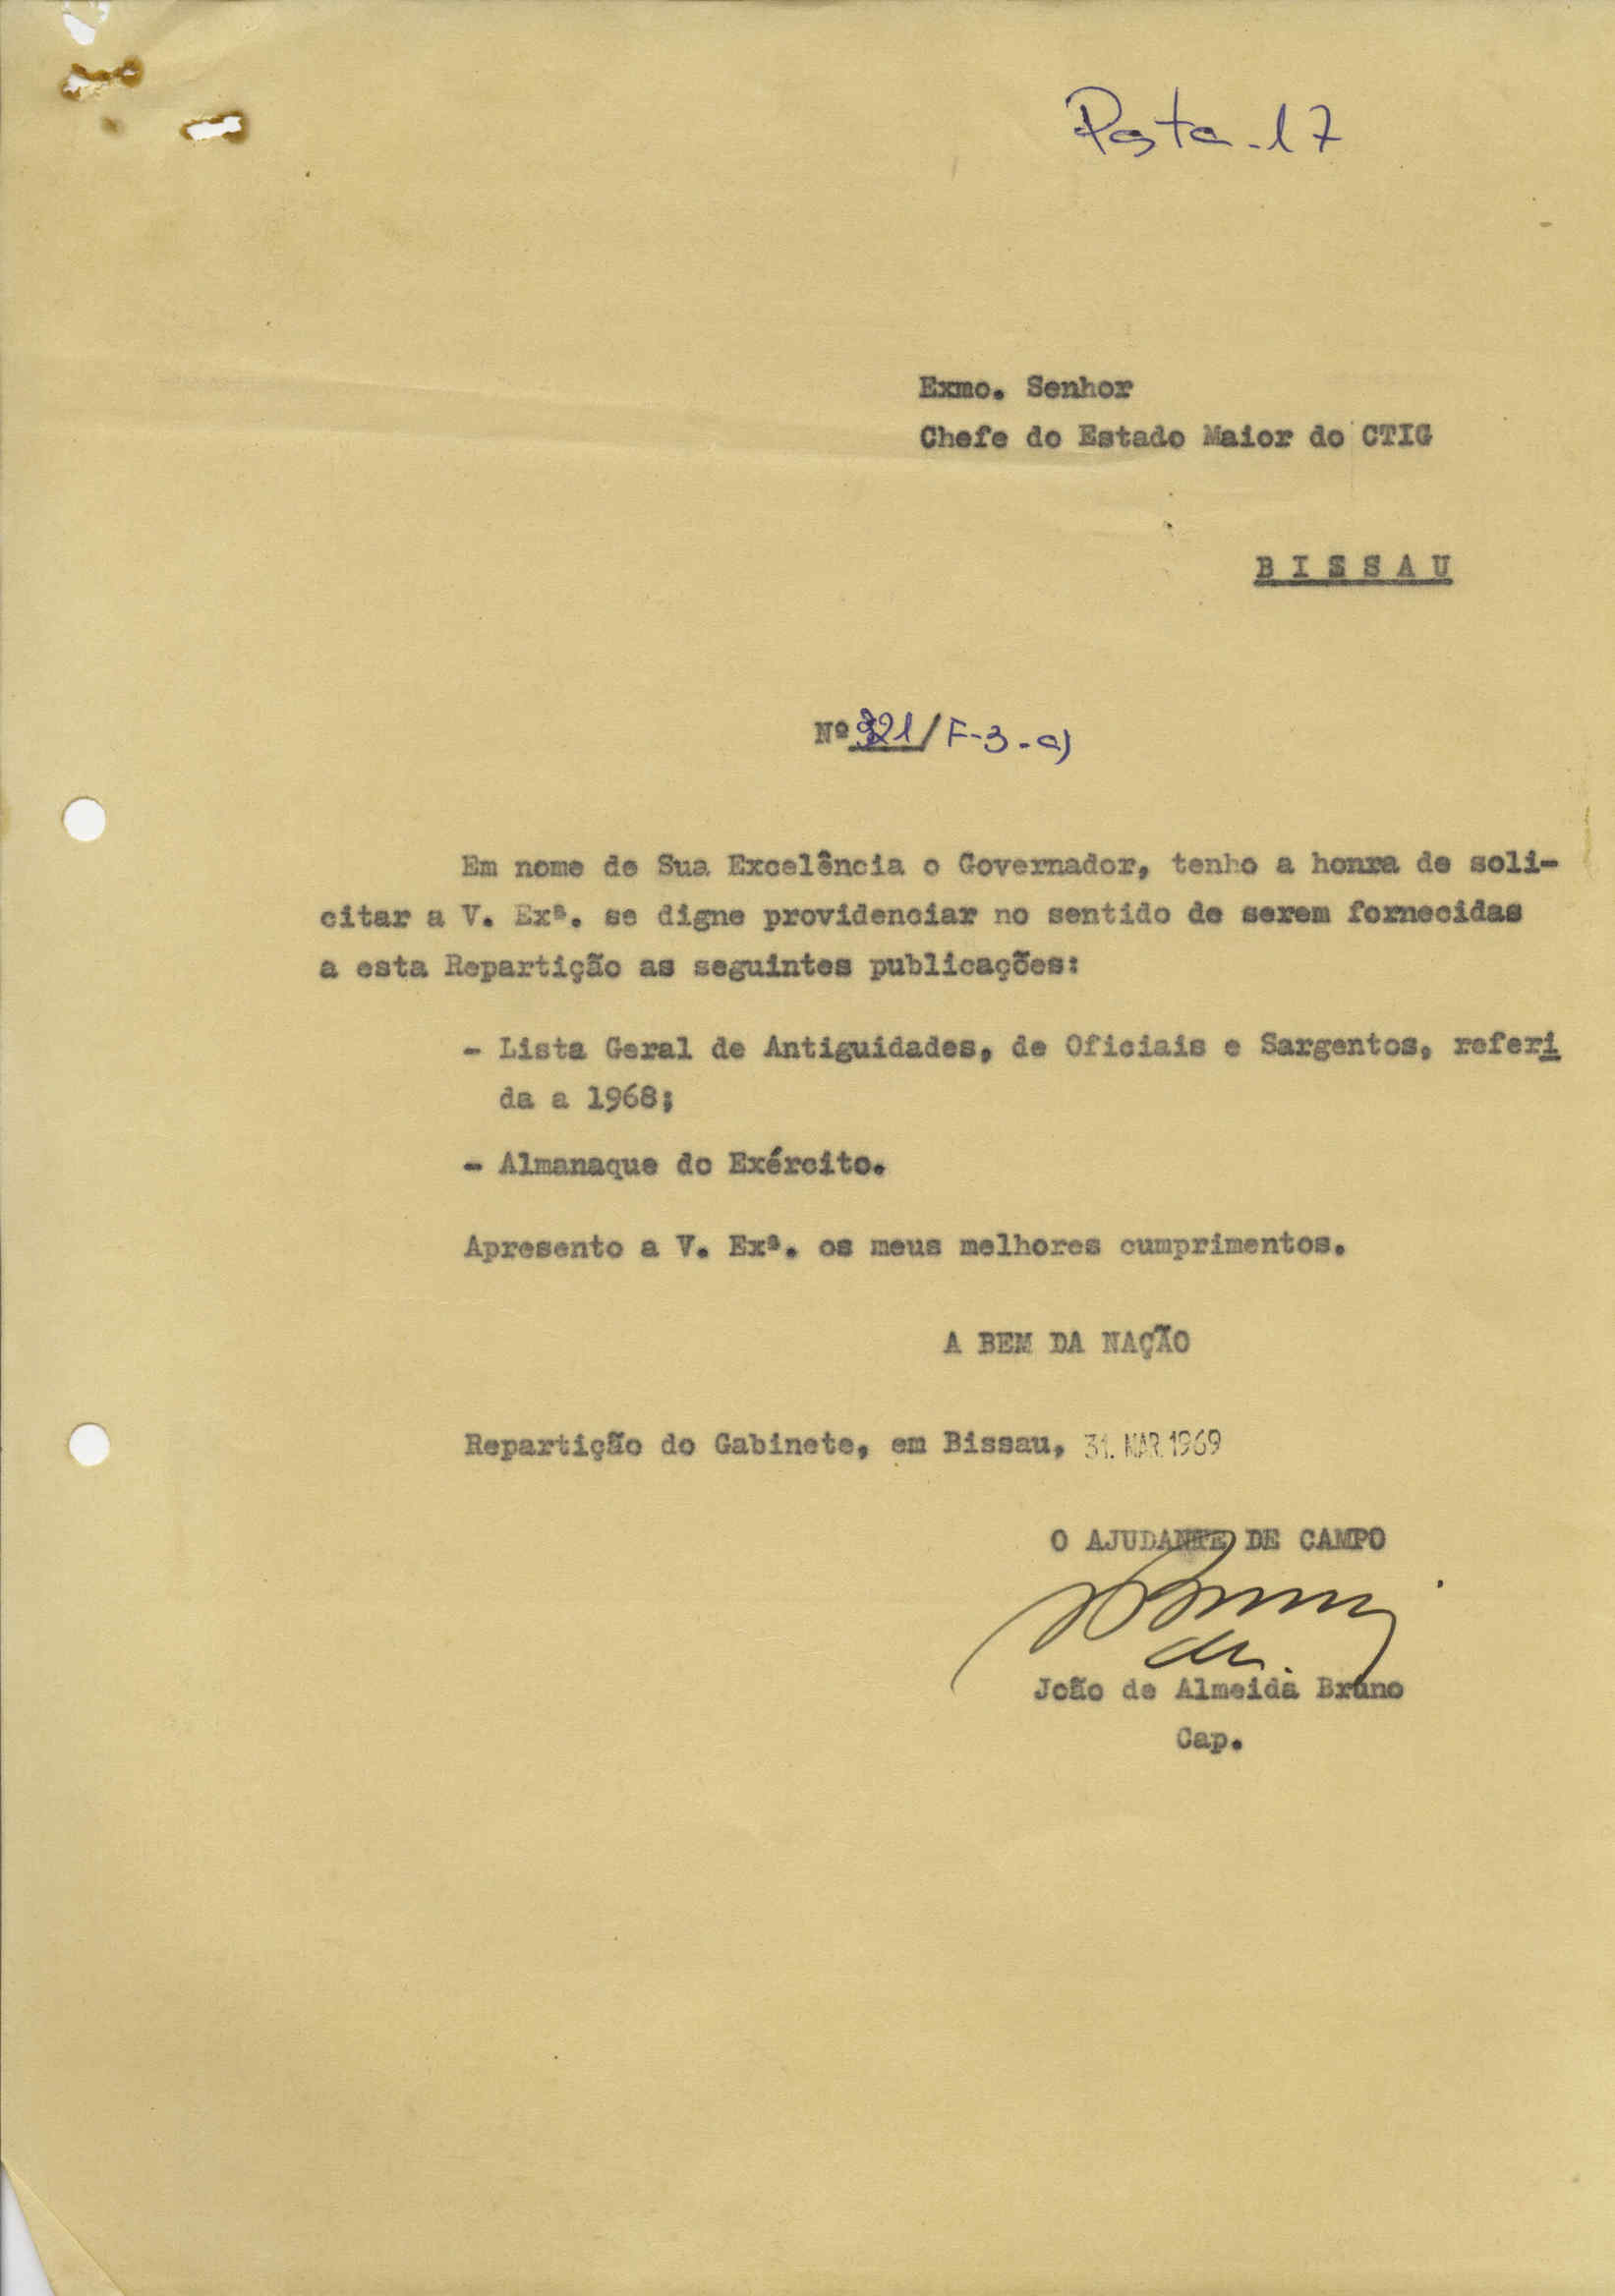 Pasta - 17
Exmo. Senhor
Chefe do Estado Maior do CTIG
B I S S A U
Nº 321/F-3-a)
Em nome de Sua Excelência o Governador, tenho a honra de soli-
citar a V. Exª. se digne providenciar no sentido de serem fornecidas
a esta Repartição as seguintes publicações:
- Lista Geral de Antiguidades, de Oficiais e Sargentos, referi
da a 1968;
- Almanaque do Exército.
Apresento a V. Exª. os meus melhores cumprimentos.
A BEM DA NAÇÃO
Repartição do Gabinete, em Bissau, 31. MAR. 1969
O AJUDANTE DE CAMPO
João de Almeida Bruno
Cap.